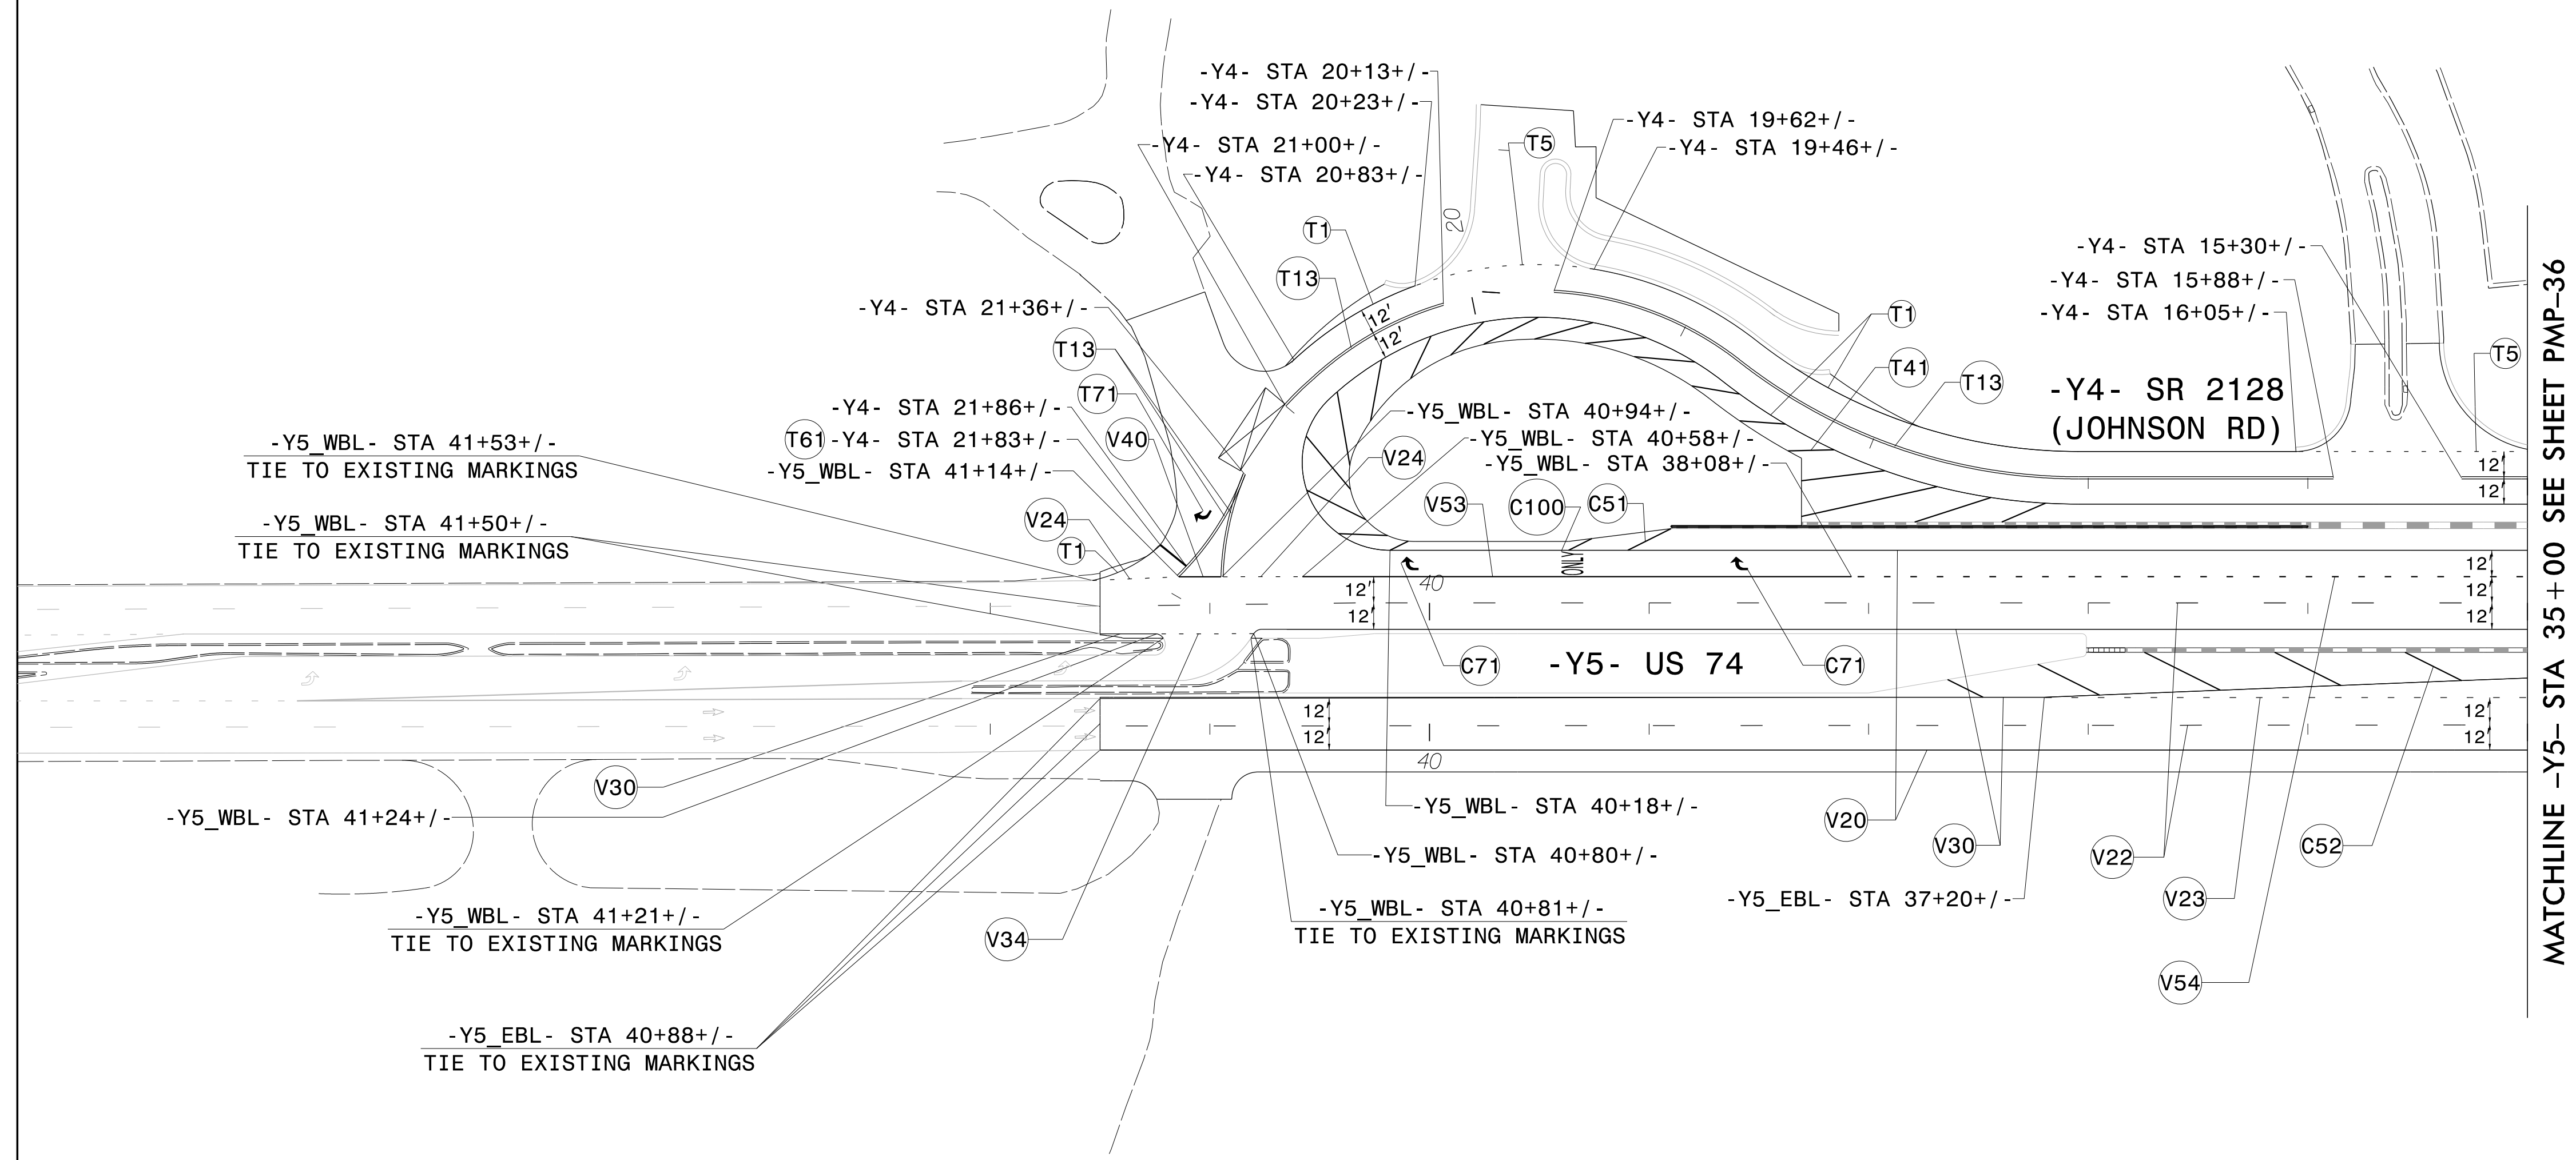 -Y4- STA 20+13+/-
-Y4- STA 20+23+/-
-Y4- STA 21+00+/-
-Y4- STA 20+83+/-
T5
-Y4- STA 19+62+/-
-Y4- STA 19+46+/-
20
T1
T13
-Y4- STA 15+30+/-
-Y4- STA 15+88+/-
-Y4- STA 16+05+/-
T5
-Y4- STA 21+36+/-
12'
12'
T13
T71
T1
T41
T13
-Y4- SR 2128
(JOHNSON RD)
-Y4- STA 21+86+/-
T61
-Y4- STA 21+83+/-
V40
-Y5_WBL- STA 41+14+/-
-Y5_WBL- STA 40+94+/-
-Y5_WBL- STA 40+58+/-
V24
-Y5_WBL- STA 38+08+/-
-Y5_WBL- STA 41+53+/-
TIE TO EXISTING MARKINGS
-Y5_WBL- STA 41+50+/-
TIE TO EXISTING MARKINGS
V24
T1
V53
C100
C51
12'
12'
ONLY
40
12'
12'
12'
12'
12'
C71
-Y5- US 74
C71
12'
12'
12'
12'
40
V30
-Y5_WBL- STA 41+24+/-
-Y5_WBL- STA 40+18+/-
V20
V30
V22
C52
-Y5_WBL- STA 40+80+/-
-Y5_EBL- STA 37+20+/-
V23
-Y5_WBL- STA 41+21+/-
TIE TO EXISTING MARKINGS
V34
-Y5_WBL- STA 40+81+/-
TIE TO EXISTING MARKINGS
V54
-Y5_EBL- STA 40+88+/-
TIE TO EXISTING MARKINGS
MATCHLINE -Y5- STA 35+00 SEE SHEET PMP-36